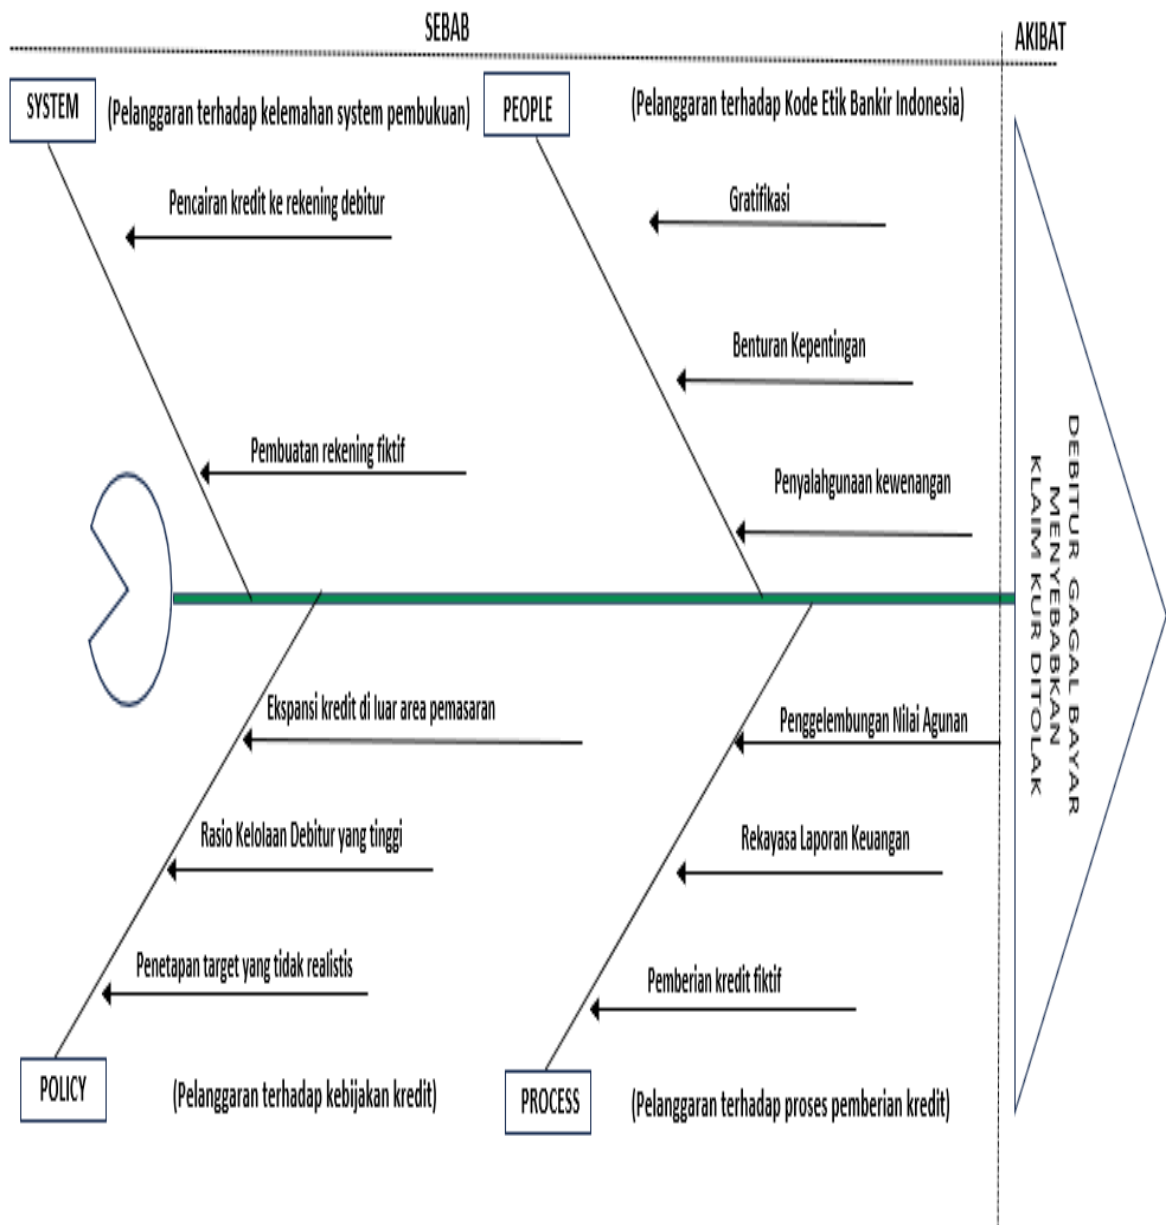 SEBAB
AKIBAT
SYSTEM
(Pelanggaran terhadap kelemahan system pembukuan)
PEOPLE
(Pelanggaran terhadap Kode Etik Bankir Indonesia)
Pencairan kredit ke rekening debitur
Gratifikasi
Benturan Kepentingan
Pembuatan rekening fiktif
Penyalahgunaan kewenangan
DEBITUR GAGAL BAYAR
MENYEBABKAN
KLAIM KUR DITOLAK
Ekspansi kredit di luar area pemasaran
Penggelembungan Nilai Agunan
Rasio Kelolaan Debitur yang tinggi
Rekayasa Laporan Keuangan
Penetapan target yang tidak realistis
Pemberian kredit fiktif
POLICY
(Pelanggaran terhadap kebijakan kredit)
PROCESS
(Pelanggaran terhadap proses pemberian kredit)